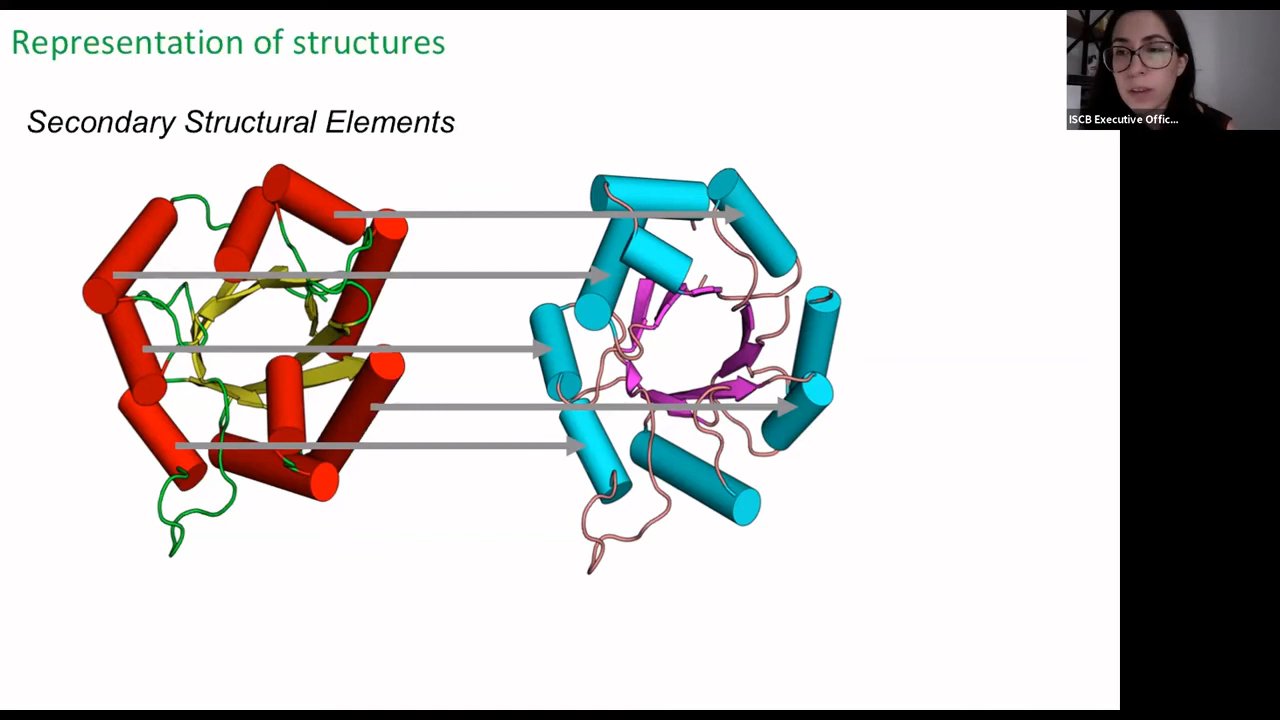 Representation of structures
Secondary Structural Elements
ISCB Executive Offic...